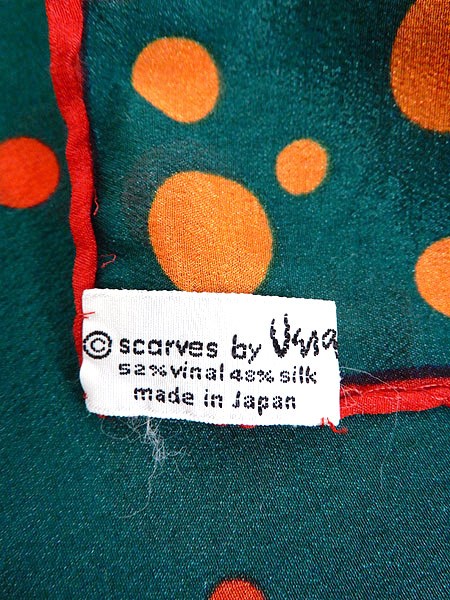 © scarves by Vera
52% vinal 48% silk
made in Japan